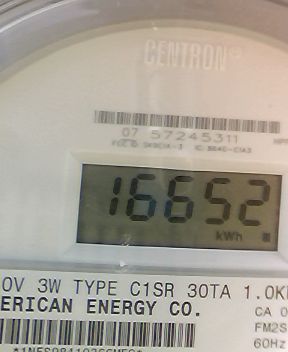 CENTRON®
07 57245311
16652
kWh
0V 3W TYPE C1SR 30TA 1.0K
ERICAN ENERGY CO.
CA 0
FM2S
60Hz